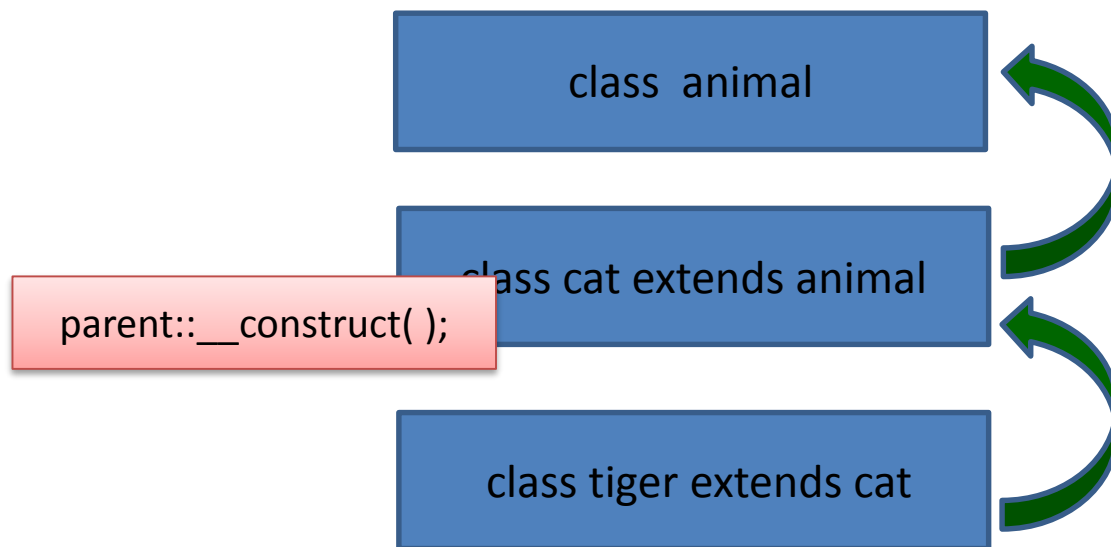 class  animal
class cat extends animal
parent::__construct( );
class tiger extends cat